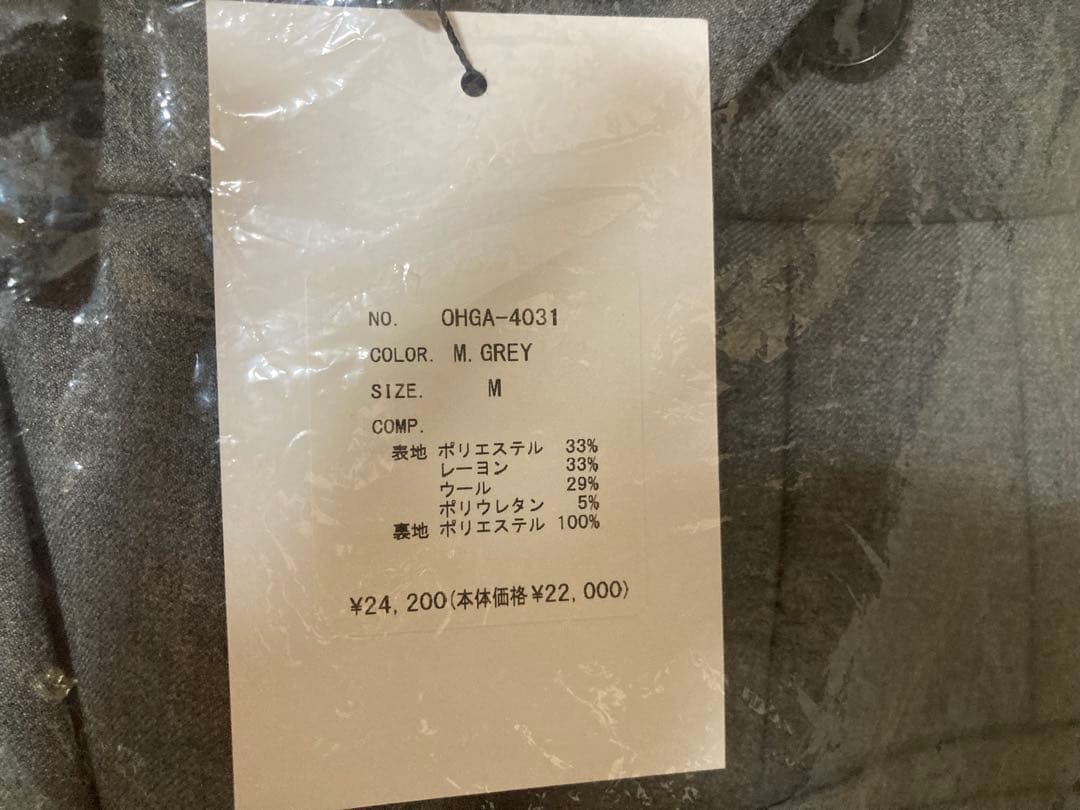 NO. OHGA-4031
COLOR. M. GREY
SIZE. M
COMP.
表地 ポリエステル 33%
レーヨン 33%
ウール 29%
ポリウレタン 5%
裏地 ポリエステル 100%
¥24, 200(本体価格¥22, 000)